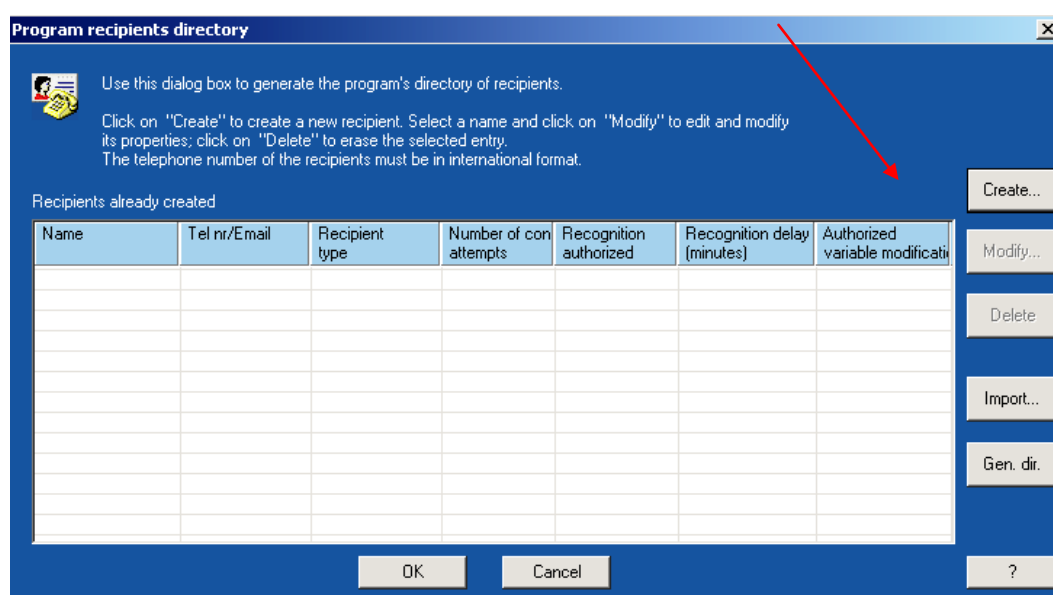 Program recipients directory
Use this dialog box to generate the program's directory of recipients.
Click on "Create" to create a new recipient. Select a name and click on "Modify" to edit and modify
its properties; click on "Delete" to erase the selected entry.
The telephone number of the recipients must be in international format.
Create...
Recipients already created
Name Tel nr/Email Recipient Number of con Recognition Recognition delay Authorized
type attempts authorized (minutes) variable modificati
Modify...
Delete
Import...
Gen. dir.
OK Cancel ?